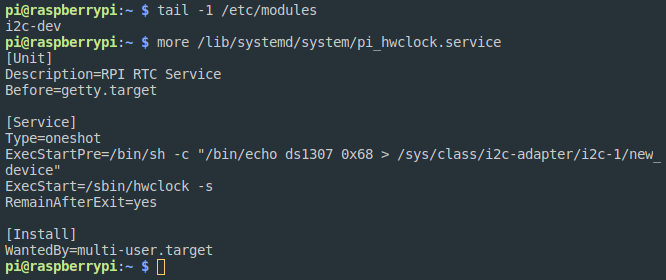 pi@raspberrypi:~ $ tail -1 /etc/modules
i2c-dev
pi@raspberrypi:~ $ more /lib/systemd/system/pi_hwclock.service
[Unit]
Description=RPI RTC Service
Before=getty.target

[Service]
Type=oneshot
ExecStartPre=/bin/sh -c "/bin/echo ds1307 0x68 > /sys/class/i2c-adapter/i2c-1/new_
device"
ExecStart=/sbin/hwclock -s
RemainAfterExit=yes

[Install]
WantedBy=multi-user.target
pi@raspberrypi:~ $